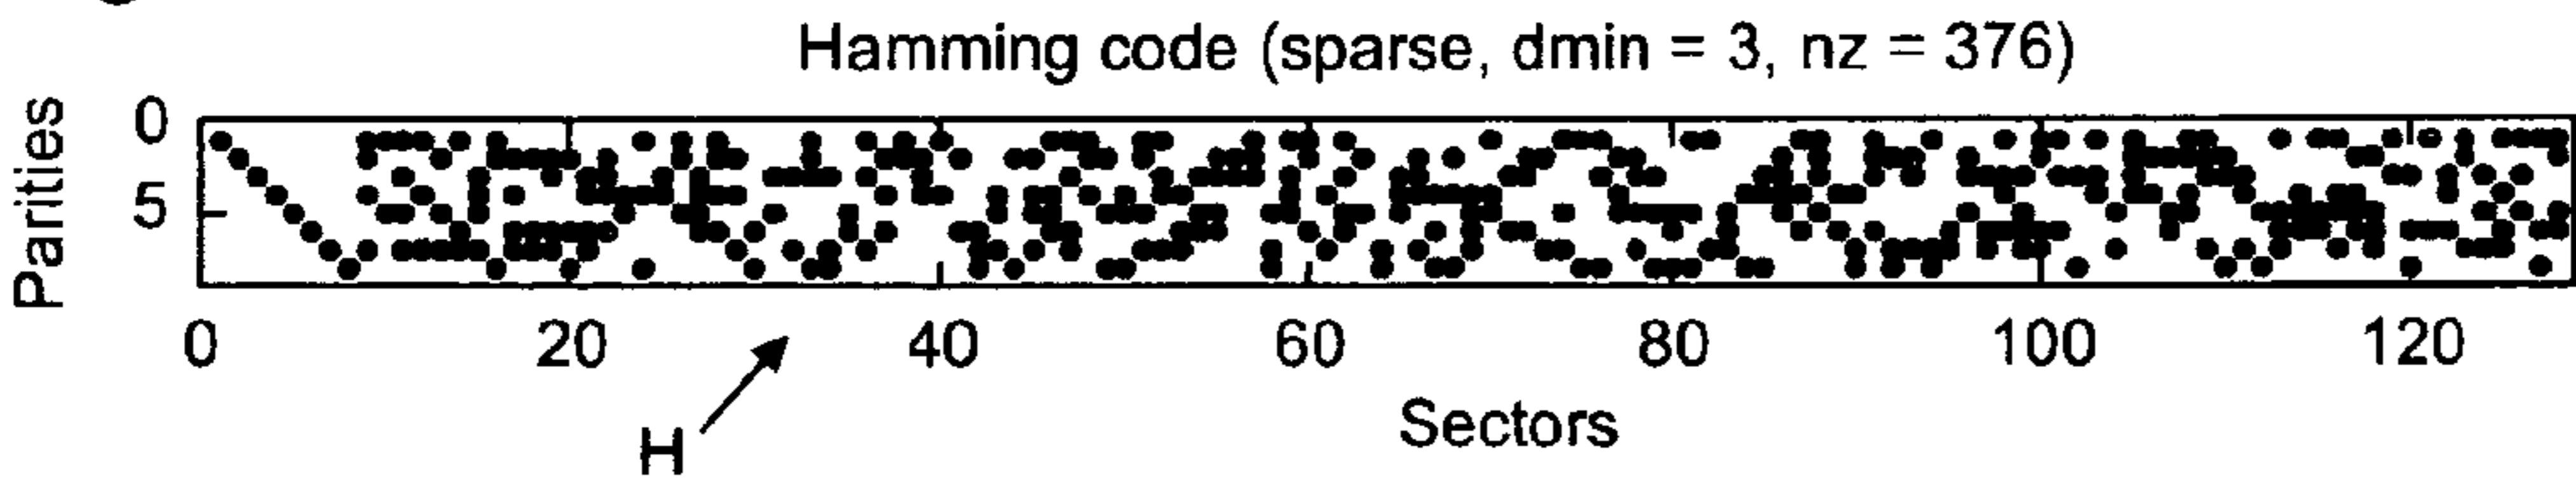 Hamming code (sparse, dmin = 3, nz = 376)
Parities
0
5
0 20 40 60 80 100 120
H
Sectors